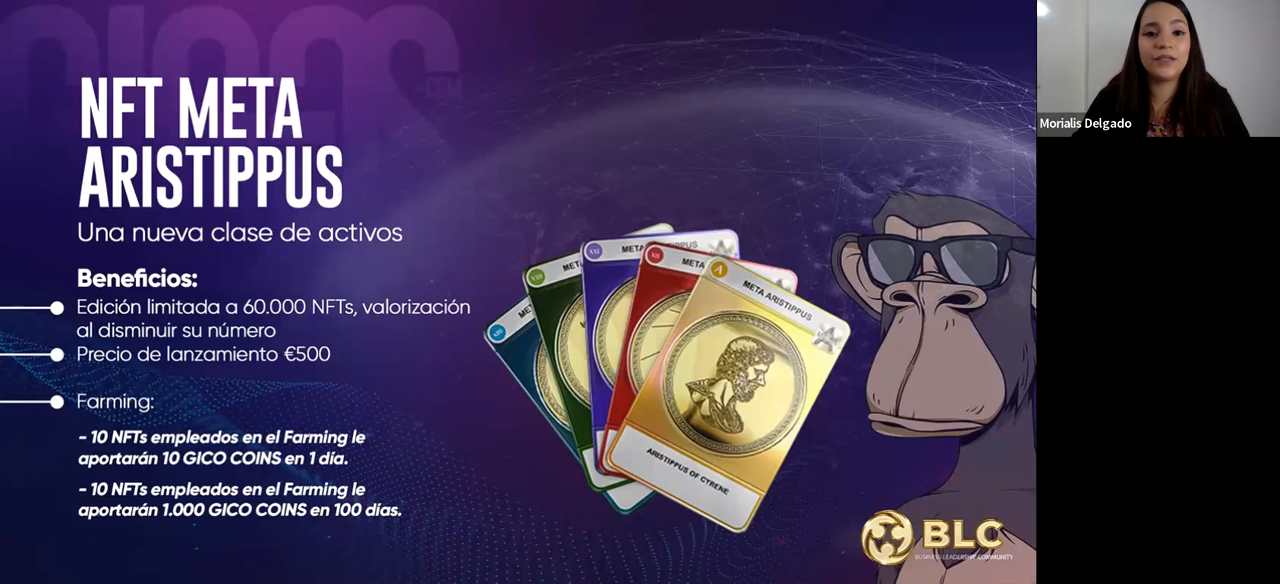 NFT META
ARISTIPPUS
Una nueva clase de activos
Beneficios:
Edición limitada a 60.000 NFTs, valorización
al disminuir su número
Precio de lanzamiento €500
Farming:
- 10 NFTs empleados en el Farming le
aportarán 10 GICO COINS en 1 día.
- 10 NFTs empleados en el Farming le
aportarán 1.000 GICO COINS en 100 días.
META
META
META
A
META ARISTIPPUS
ARISTIPPUS OF CYRENE
BLC
BUSINESS LEADERSHIP COMMUNITY
Morialis Delgado